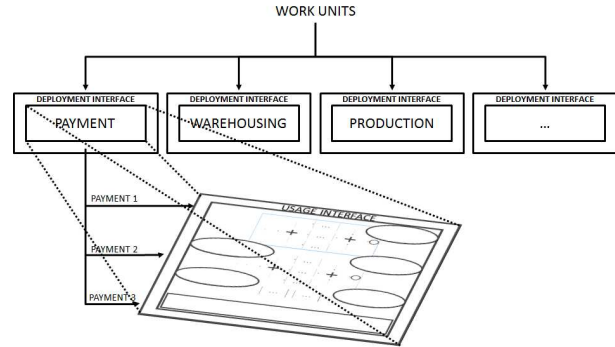 WORK UNITS
DEPLOYMENT INTERFACE
DEPLOYMENT INTERFACE
DEPLOYMENT INTERFACE
DEPLOYMENT INTERFACE
PAYMENT
WAREHOUSING
PRODUCTION
...
PAYMENT 1
USAGE INTERFACE
PAYMENT 2
PAYMENT 3